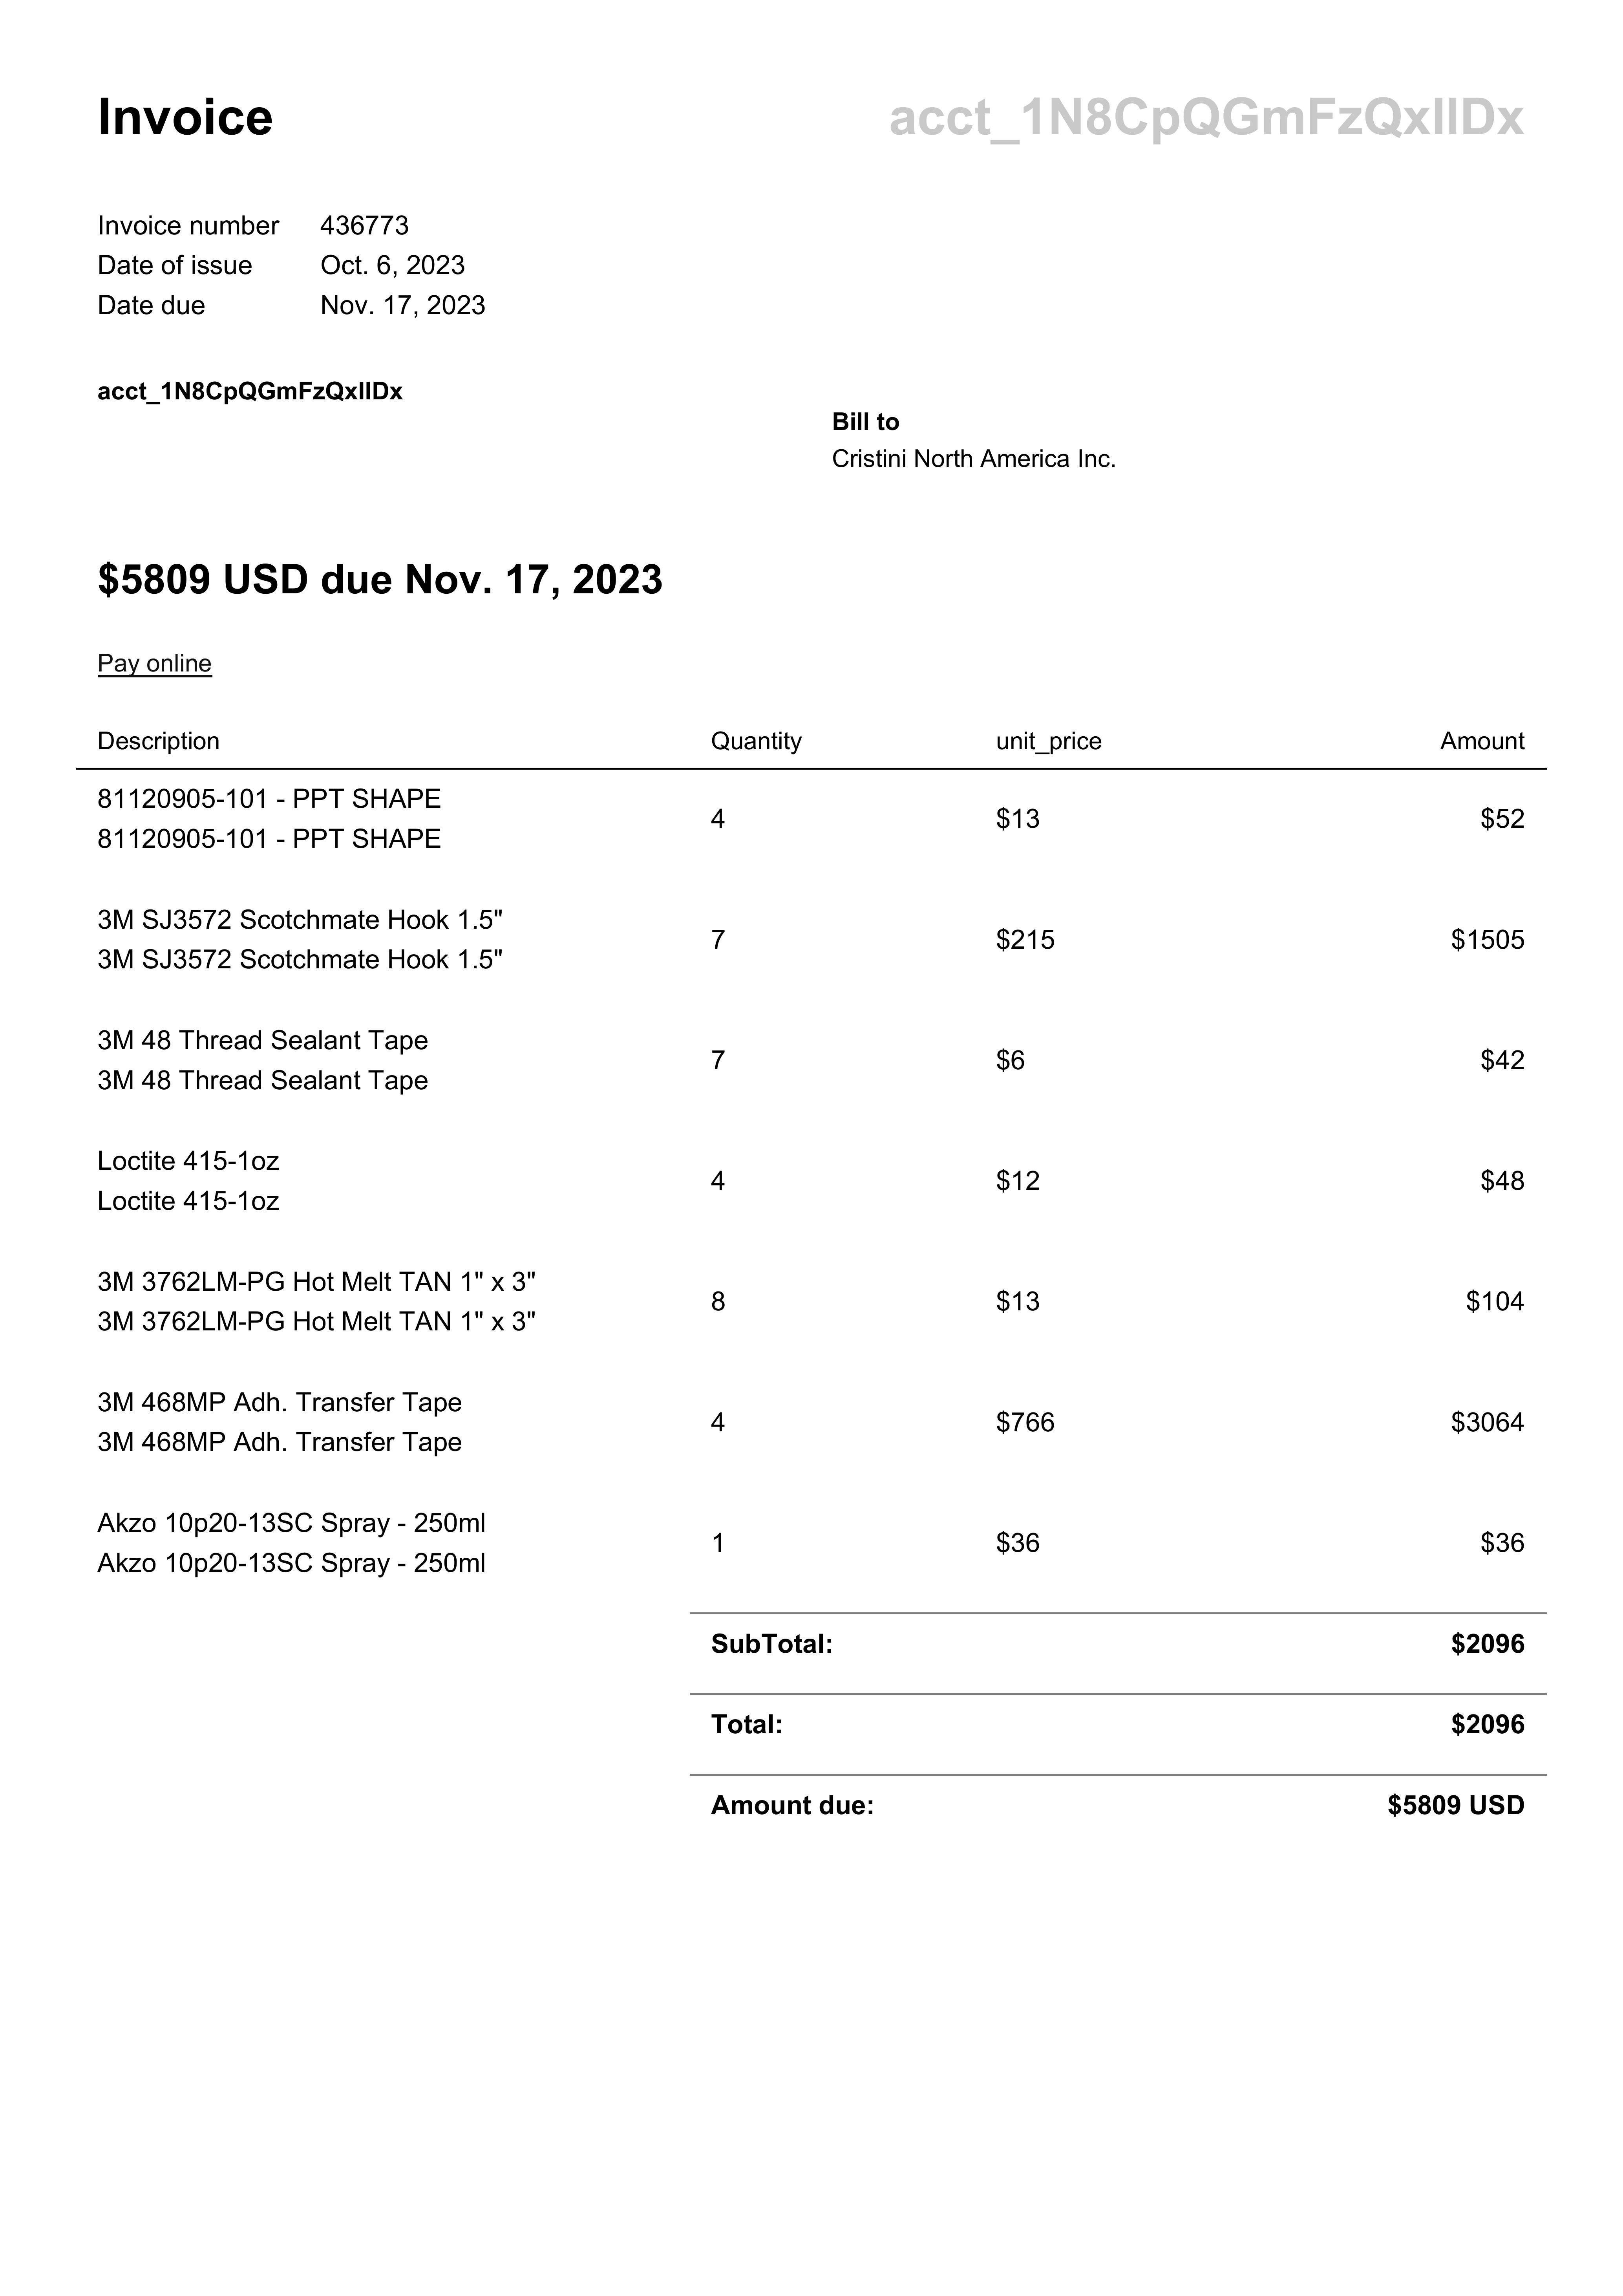 Invoice
acct_1N8CpQGmFzQxllDx
Invoice number 436773
Date of issue Oct. 6, 2023
Date due Nov. 17, 2023
acct_1N8CpQGmFzQxllDx
Bill to
Cristini North America Inc.
$5809 USD due Nov. 17, 2023
Pay online
Description Quantity unit_price Amount
81120905-101 - PPT SHAPE
81120905-101 - PPT SHAPE
4 $13 $52
3M SJ3572 Scotchmate Hook 1.5"
3M SJ3572 Scotchmate Hook 1.5"
7 $215 $1505
3M 48 Thread Sealant Tape
3M 48 Thread Sealant Tape
7 $6 $42
Loctite 415-1oz
Loctite 415-1oz
4 $12 $48
3M 3762LM-PG Hot Melt TAN 1" x 3"
3M 3762LM-PG Hot Melt TAN 1" x 3"
8 $13 $104
3M 468MP Adh. Transfer Tape
3M 468MP Adh. Transfer Tape
4 $766 $3064
Akzo 10p20-13SC Spray - 250ml
Akzo 10p20-13SC Spray - 250ml
1 $36 $36
SubTotal: $2096
Total: $2096
Amount due: $5809 USD